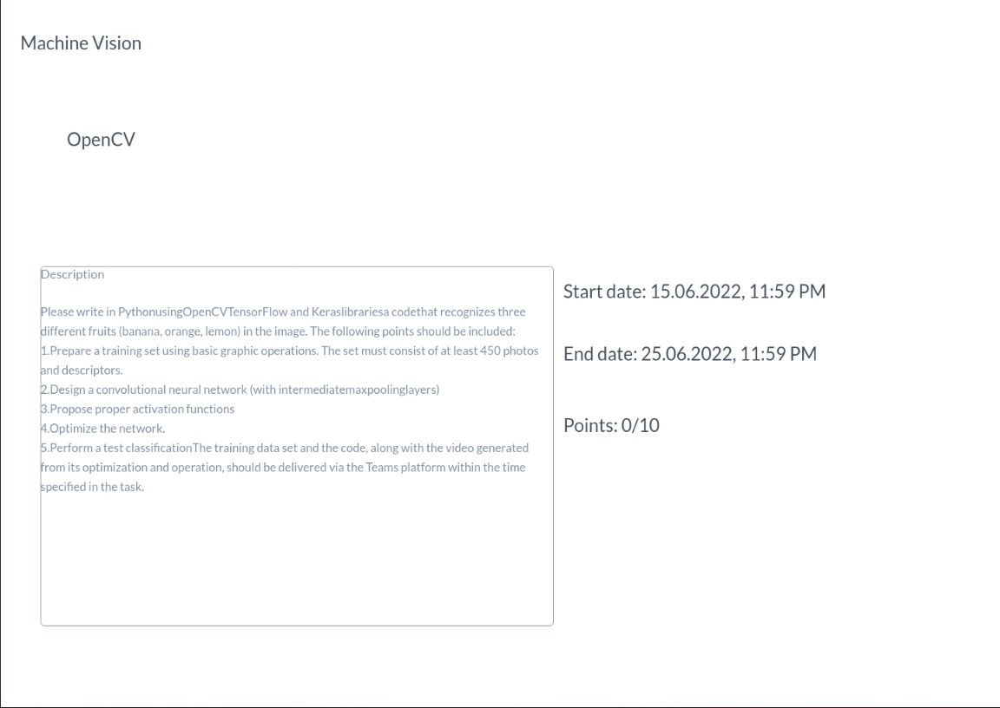 Machine Vision
OpenCV
Description
Please write in PythonusingOpenCVTensorFlow and Keraslibrariesa codethat recognizes three
different fruits (banana, orange, lemon) in the image. The following points should be included:
1.Prepare a training set using basic graphic operations. The set must consist of at least 450 photos
and descriptors.
2.Design a convolutional neural network (with intermediatemaxpoolinglayers)
3.Propose proper activation functions
4.Optimize the network.
5.Perform a test classificationThe training data set and the code, along with the video generated
from its optimization and operation, should be delivered via the Teams platform within the time
specified in the task.
Start date: 15.06.2022, 11:59 PM
End date: 25.06.2022, 11:59 PM
Points: 0/10